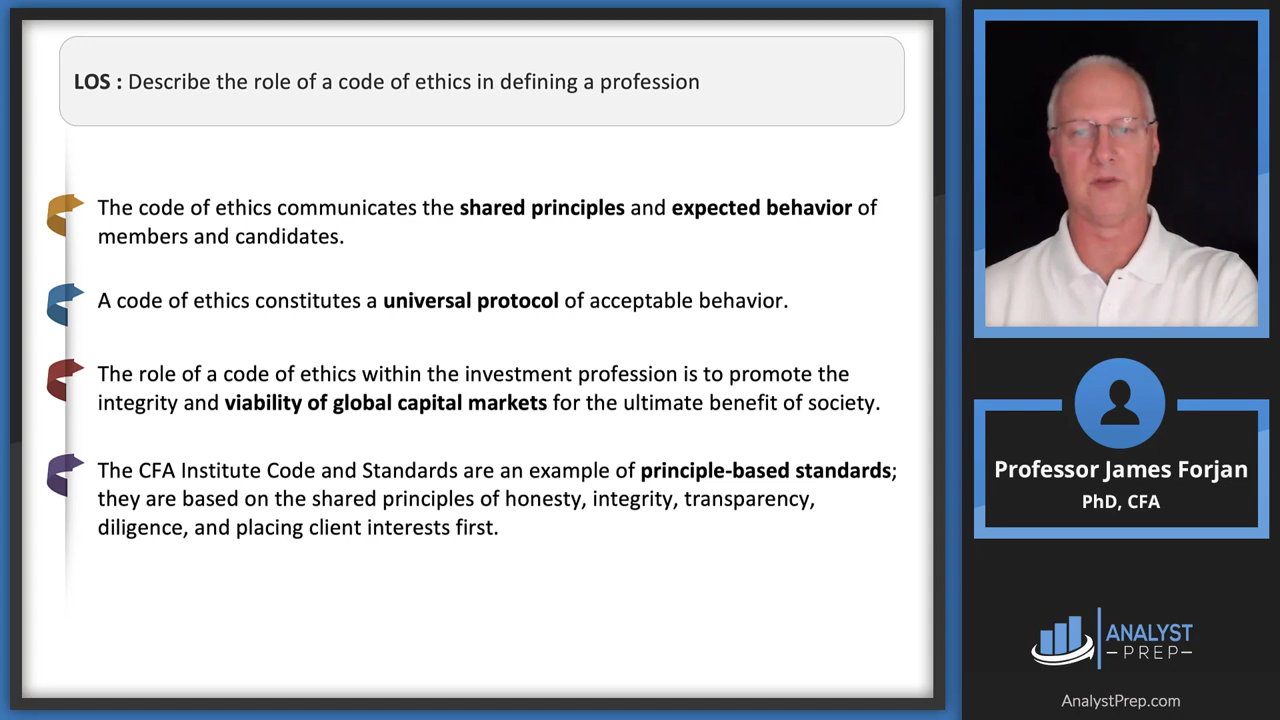 LOS : Describe the role of a code of ethics in defining a profession
The code of ethics communicates the shared principles and expected behavior of
members and candidates.
A code of ethics constitutes a universal protocol of acceptable behavior.
The role of a code of ethics within the investment profession is to promote the
integrity and viability of global capital markets for the ultimate benefit of society.
The CFA Institute Code and Standards are an example of principle-based standards;
they are based on the shared principles of honesty, integrity, transparency,
diligence, and placing client interests first.
Professor James Forjan
PhD, CFA
ANALYST
–PREP–
AnalystPrep.com